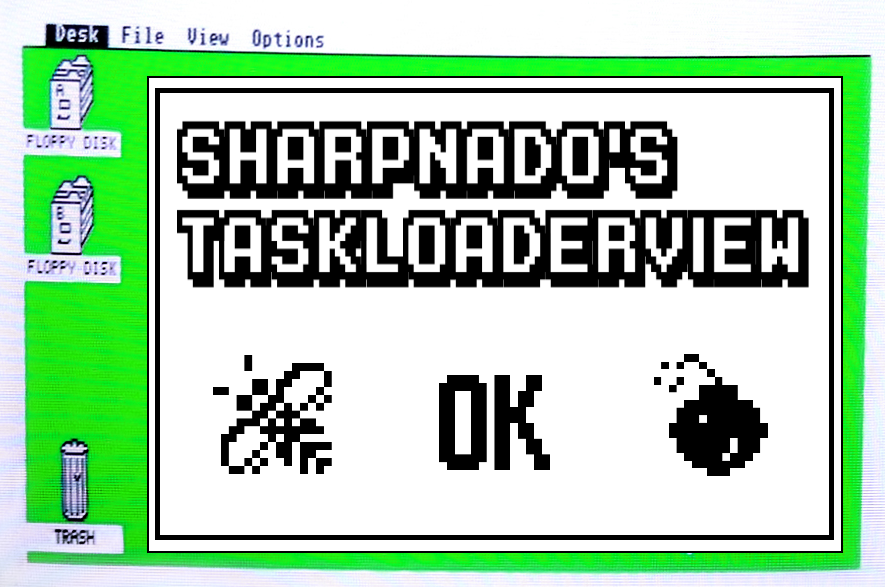 Desk File View Options
A
FLOPPY DISK
B
FLOPPY DISK
TRASH
SHARPNADO'S
TASKLOADERVIEW
OK